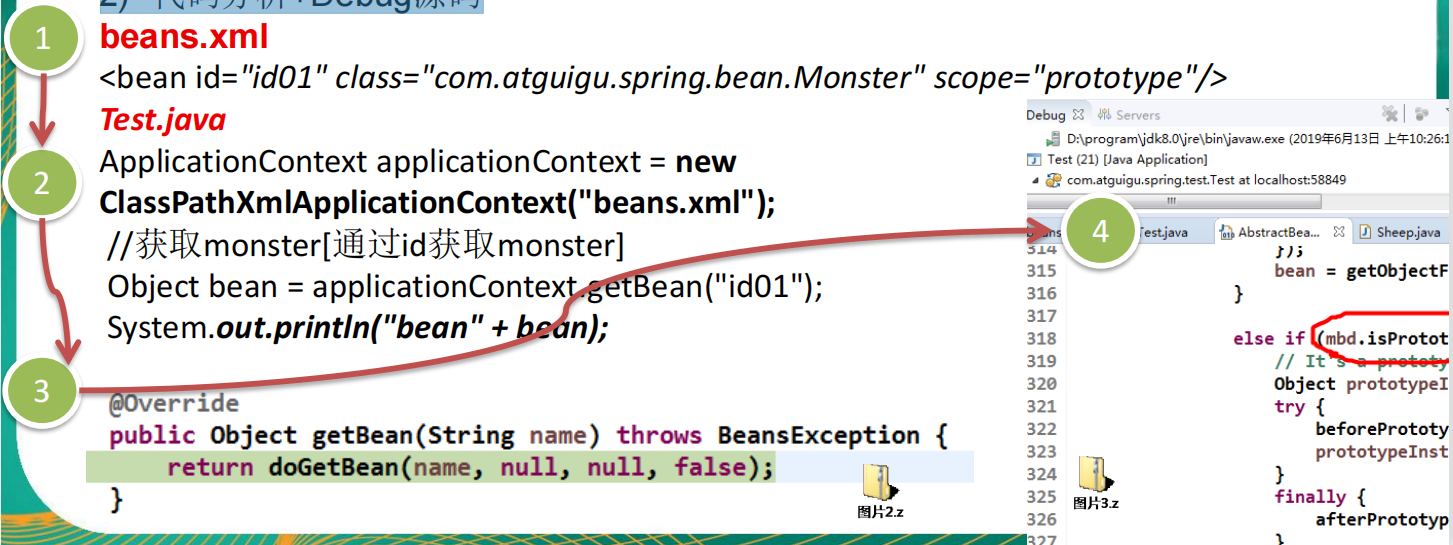 2) 代码分析+Debug源码
1
beans.xml
<bean id="id01" class="com.atguigu.spring.bean.Monster" scope="prototype"/>
Test.java
2
ApplicationContext applicationContext = new
ClassPathXmlApplicationContext("beans.xml");
//获取monster[通过id获取monster]
Object bean = applicationContext.getBean("id01");
System.out.println("bean" + bean);
3
@Override
public Object getBean(String name) throws BeansException {
return doGetBean(name, null, null, false);
}
图片2.z
Debug Servers
D:\program\jdk8.0\jre\bin\javaw.exe (2019年6月13日 上午10:26:1
Test (21) [Java Application]
com.atguigu.spring.test.Test at localhost:58849
4
Test.java AbstractBea... Sheep.java
314 });
315 bean = getObjectF
316 }
317
318 else if (mbd.isPrototy
319 // It's a prototy
320 Object prototypeI
321 try {
322 beforePrototy
323 prototypeInst
324 }
325 finally {
326 afterPrototyp
327 }
图片3.z